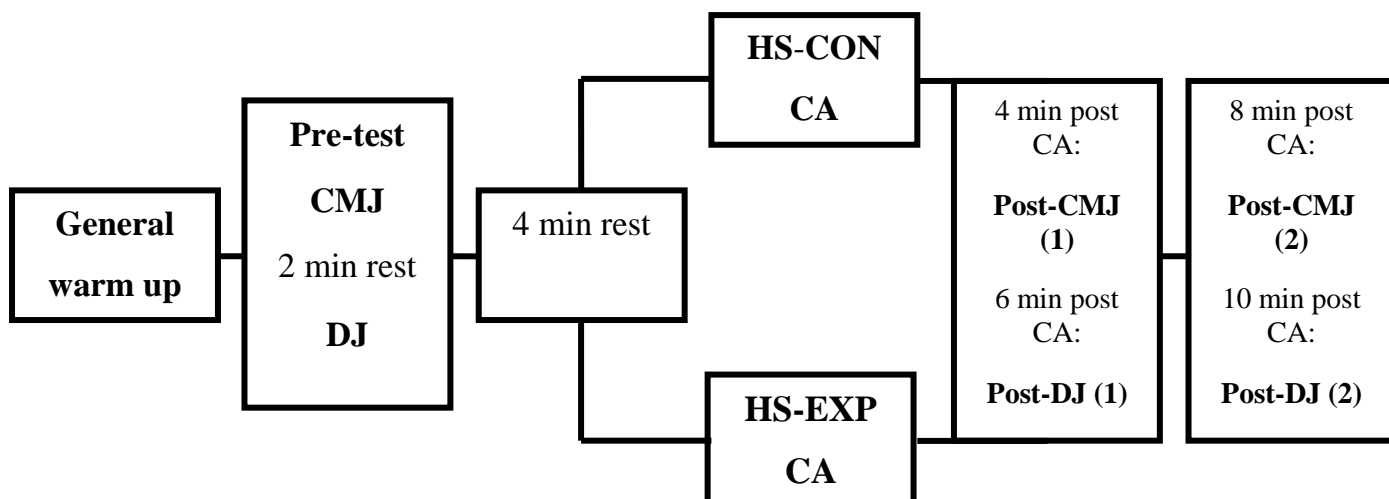 General
warm up
Pre-test
CMJ
2 min rest
DJ
4 min rest
HS-CON
CA
HS-EXP
CA
4 min post
CA:
Post-CMJ
(1)
6 min post
CA:
Post-DJ (1)
8 min post
CA:
Post-CMJ
(2)
10 min post
CA:
Post-DJ (2)